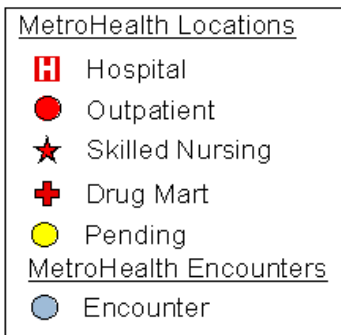 MetroHealth Locations
H Hospital
Outpatient
Skilled Nursing
Drug Mart
Pending
MetroHealth Encounters
Encounter